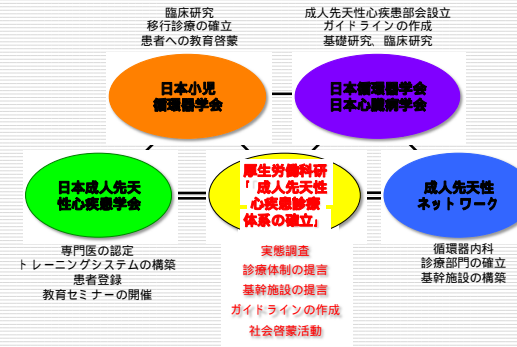 臨床研究
移行診療の確立
患者への教育啓蒙
成人先天性心疾患部会設立
ガイドラインの作成
基礎研究、臨床研究
日本小児
循環器学会
日本循環器学会
日本心臓病学会
日本成人先天
性心疾患学会
厚生労働科研
「成人先天性
心疾患診療
体系の確立」
成人先天性
ネットワーク
専門医の認定
トレーニングシステムの構築
患者登録
教育セミナーの開催
実態調査
診療体制の提言
基幹施設の提言
ガイドラインの作成
社会啓蒙活動
循環器内科
診療部門の確立
基幹施設の構築